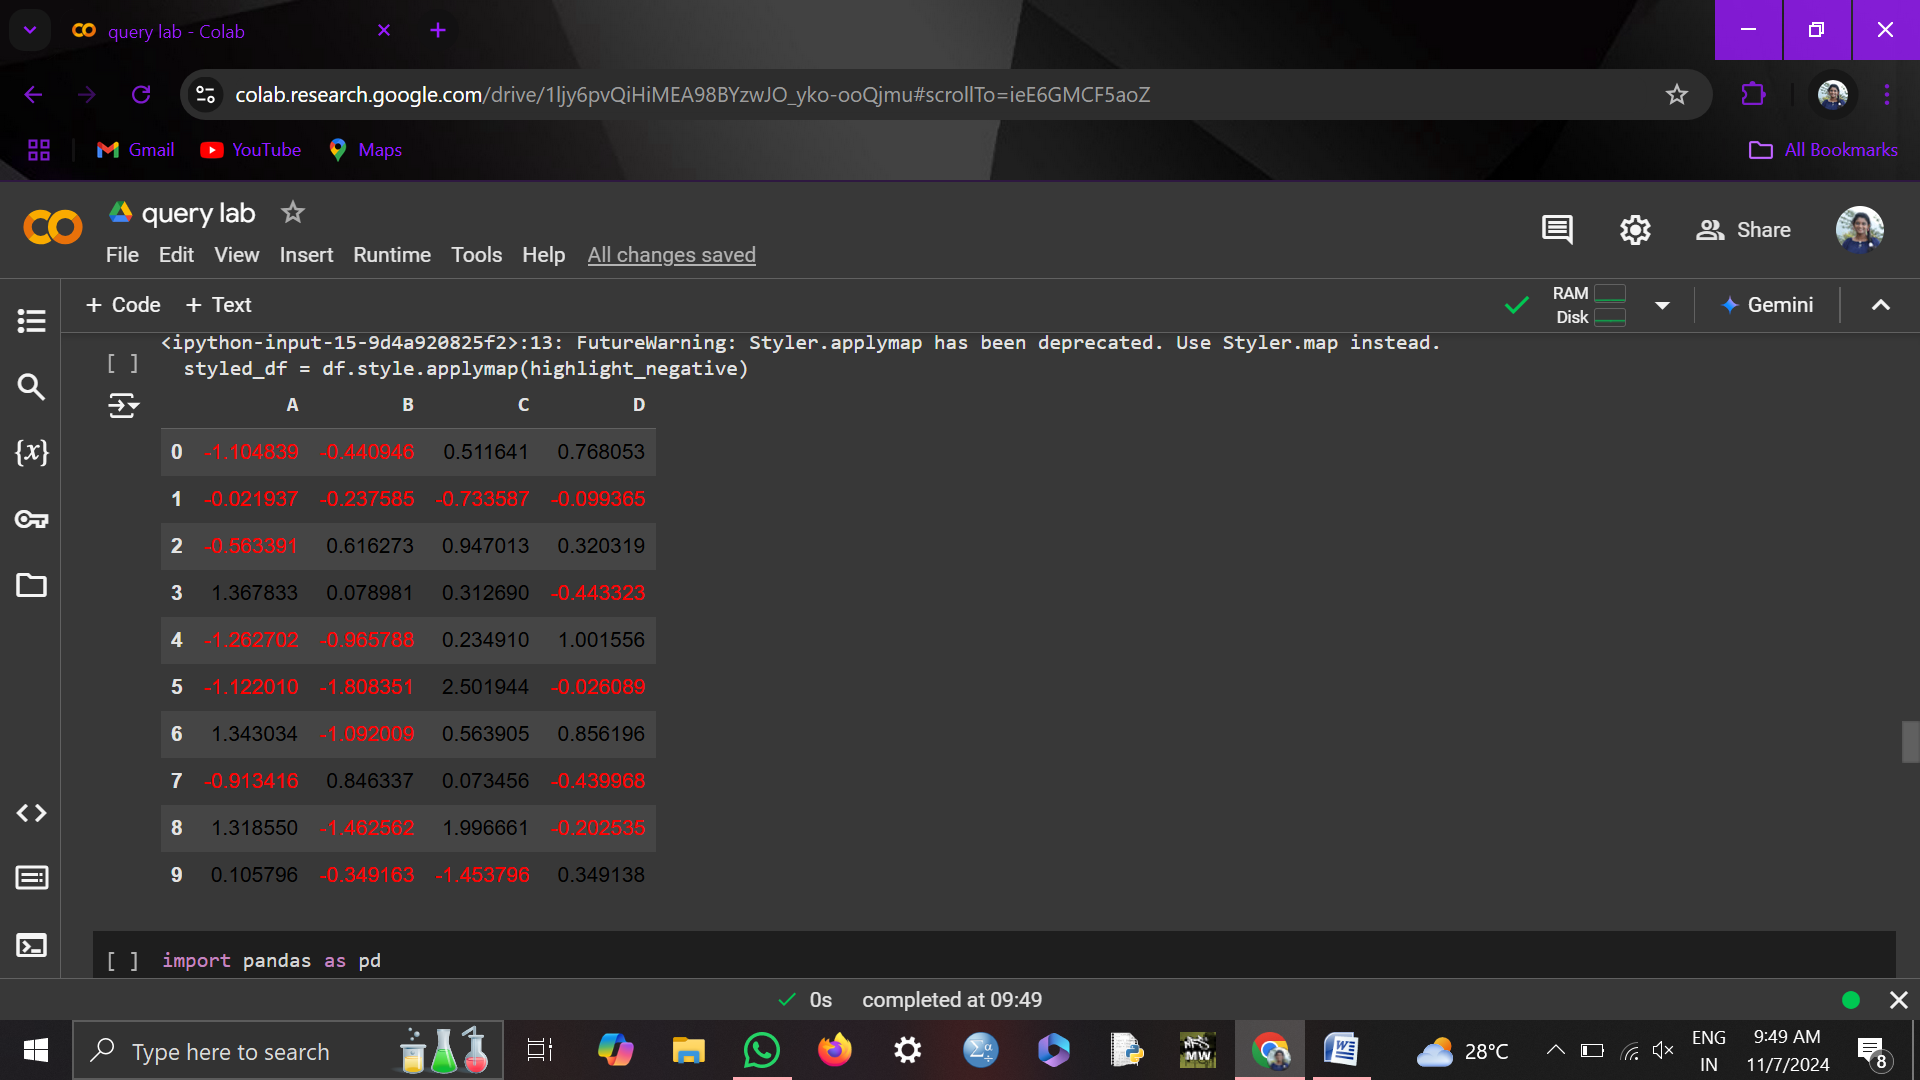 query lab - Colab
colab.research.google.com/drive/1ljy6pvQiHiMEA98BYzwJO_yko-ooQjmu#scrollTo=ieE6GMCF5aoZ
Gmail YouTube Maps All Bookmarks
query lab
File Edit View Insert Runtime Tools Help All changes saved
Share
+ Code + Text
RAM
Disk
Gemini
<ipython-input-15-9d4a920825f2>:13: FutureWarning: Styler.applymap has been deprecated. Use Styler.map instead.
[ ] styled_df = df.style.applymap(highlight_negative)
A B C D
0 -1.104839 -0.440946 0.511641 0.768053
1 -0.021937 -0.237585 -0.733587 -0.099365
2 -0.563391 0.616273 0.947013 0.320319
3 1.367833 0.078981 0.312690 -0.443323
4 -1.262702 -0.965788 0.234910 1.001556
5 -1.122010 -1.808351 2.501944 -0.026089
6 1.343034 -1.092009 0.563905 0.856196
7 -0.913416 0.846337 0.073456 -0.439968
8 1.318550 -1.462562 1.996661 -0.202535
9 0.105796 -0.349163 -1.453796 0.349138
{x}
[ ] import pandas as pd
0s completed at 09:49
Type here to search
28°C
ENG
IN
9:49 AM
11/7/2024
8